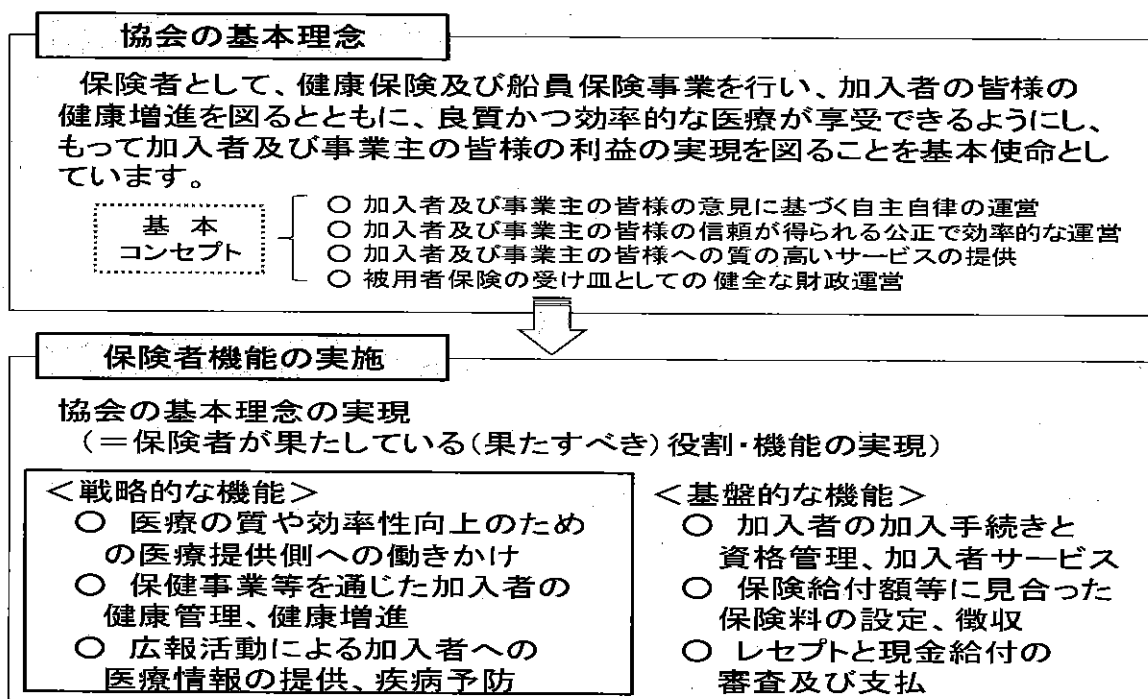 協会の基本理念
保険者として、健康保険及び船員保険事業を行い、加入者の皆様の
健康増進を図るとともに、良質かつ効率的な医療が享受できるようにし、
もって加入者及び事業主の皆様の利益の実現を図ることを基本使命とし
ています。
基 本
コンセプト
○ 加入者及び事業主の皆様の意見に基づく自主自律の運営
○ 加入者及び事業主の皆様の信頼が得られる公正で効率的な運営
○ 加入者及び事業主の皆様への質の高いサービスの提供
○ 被用者保険の受け皿としての健全な財政運営
保険者機能の実施
協会の基本理念の実現
(＝保険者が果たしている(果たすべき)役割・機能の実現)
＜戦略的な機能＞
○ 医療の質や効率性向上のため
の医療提供側への働きかけ
○ 保健事業等を通じた加入者の
健康管理、健康増進
○ 広報活動による加入者への
医療情報の提供、疾病予防
＜基盤的な機能＞
○ 加入者の加入手続きと
資格管理、加入者サービス
○ 保険給付額等に見合った
保険料の設定、徴収
○ レセプトと現金給付の
審査及び支払